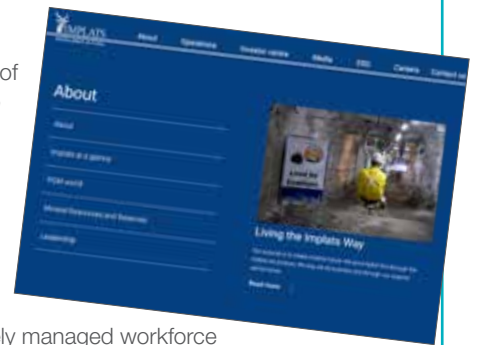 of
IMPLATS
About Operations Investor centre Media ESG Careers Contact us
About
About
Implats at a glance
PGM world
Mineral Resources and Reserves
Leadership
Living the Implats Way
Read more
ely managed workforce